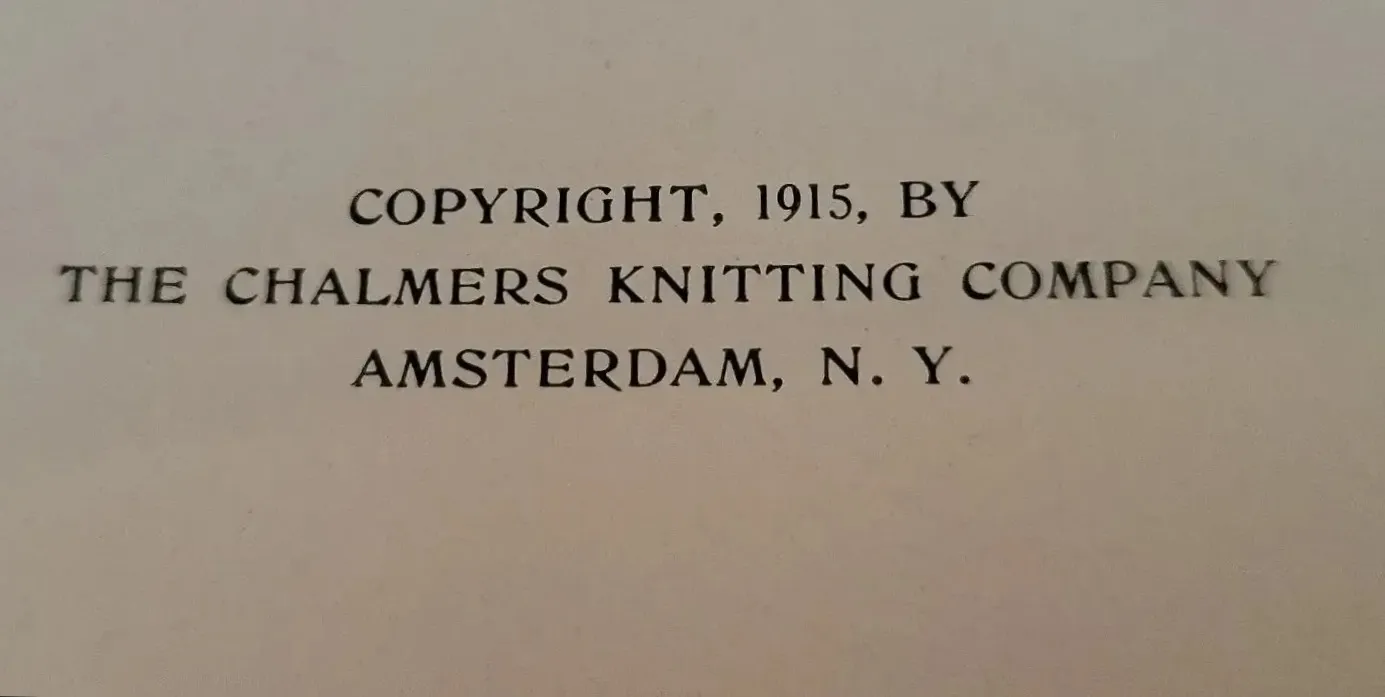 COPYRIGHT, 1915, BY
THE CHALMERS KNITTING COMPANY
AMSTERDAM, N. Y.